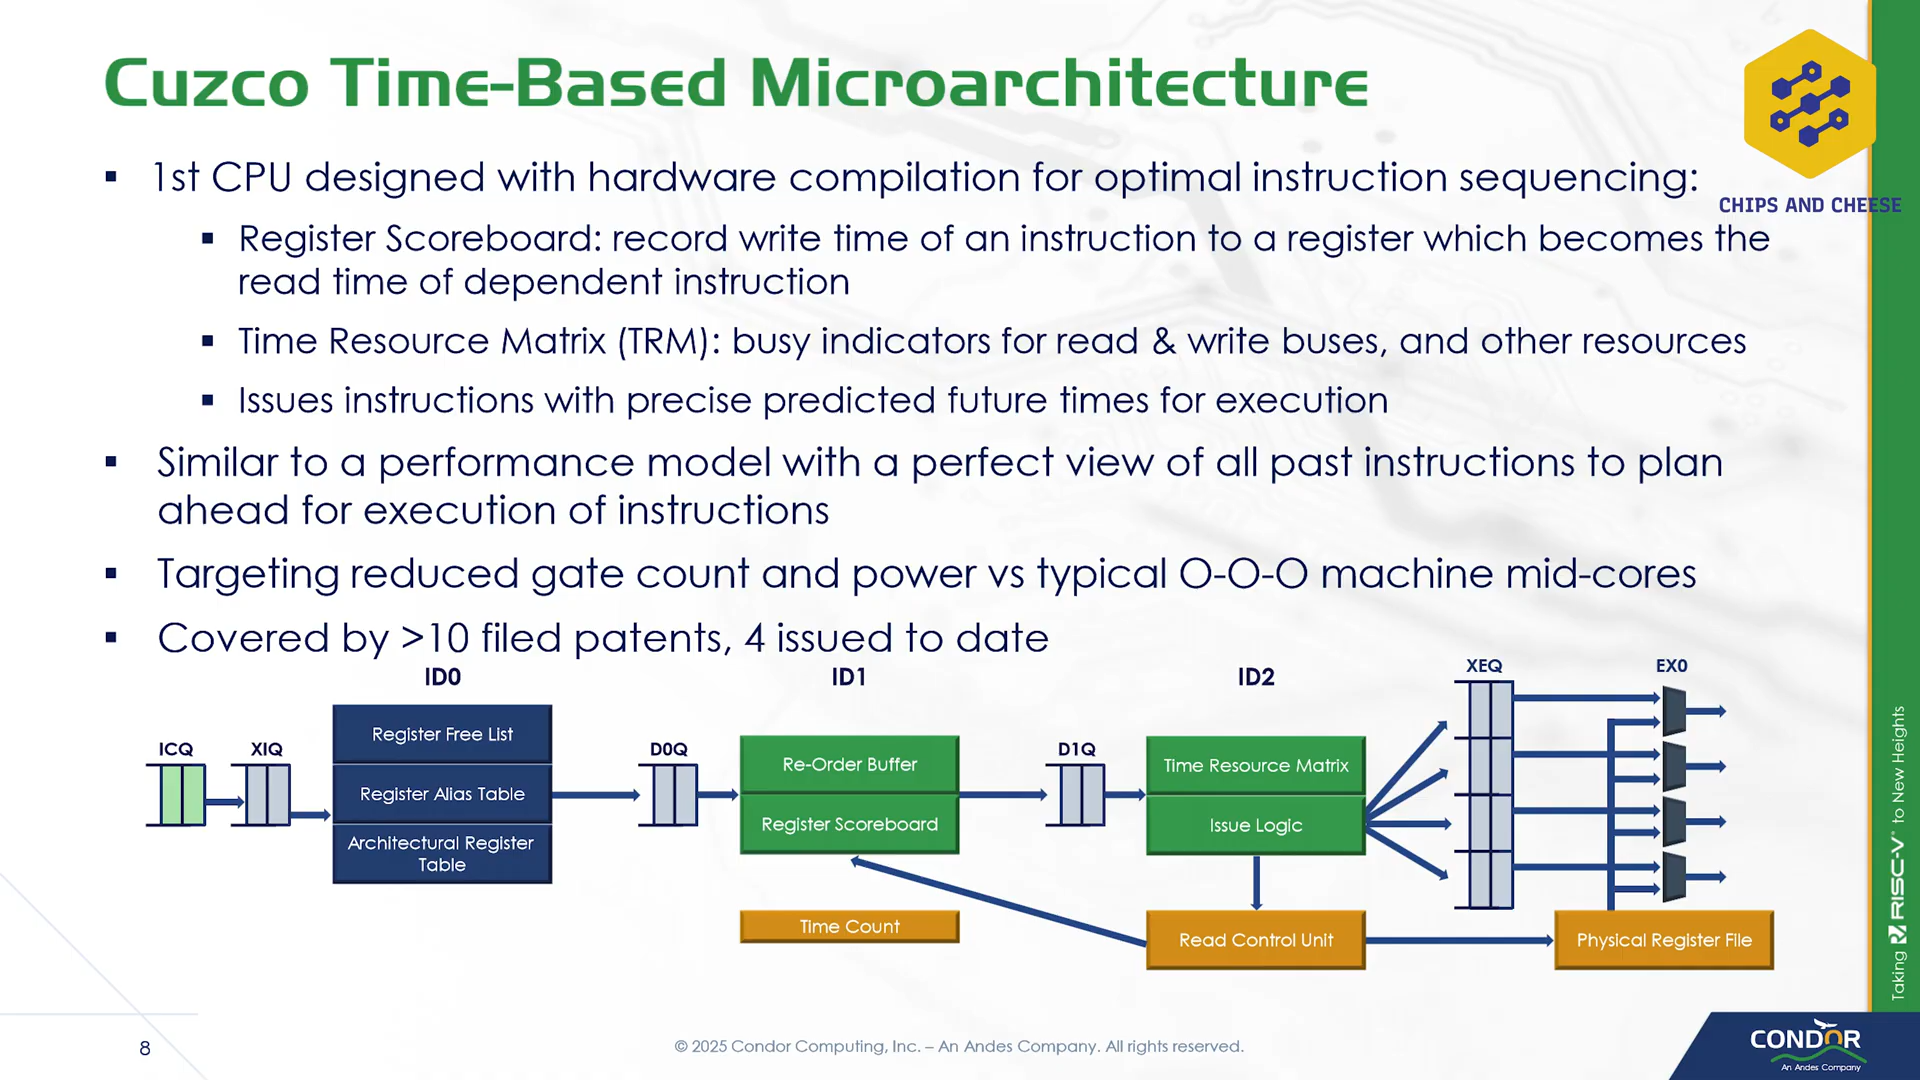 Cuzco Time-Based Microarchitecture
CHIPS AND CHEESE
▪ 1st CPU designed with hardware compilation for optimal instruction sequencing:
▪ Register Scoreboard: record write time of an instruction to a register which becomes the
read time of dependent instruction
▪ Time Resource Matrix (TRM): busy indicators for read & write buses, and other resources
▪ Issues instructions with precise predicted future times for execution
▪ Similar to a performance model with a perfect view of all past instructions to plan
ahead for execution of instructions
▪ Targeting reduced gate count and power vs typical O-O-O machine mid-cores
▪ Covered by >10 filed patents, 4 issued to date
ID0
ID1
ID2
XEQ
EX0
ICQ
XIQ
Register Free List
Register Alias Table
Architectural Register
Table
D0Q
Re-Order Buffer
Register Scoreboard
Time Count
D1Q
Time Resource Matrix
Issue Logic
Read Control Unit
Physical Register File
Taking RISC-V® to New Heights
8
© 2025 Condor Computing, Inc. – An Andes Company. All rights reserved.
CONDOR
An Andes Company